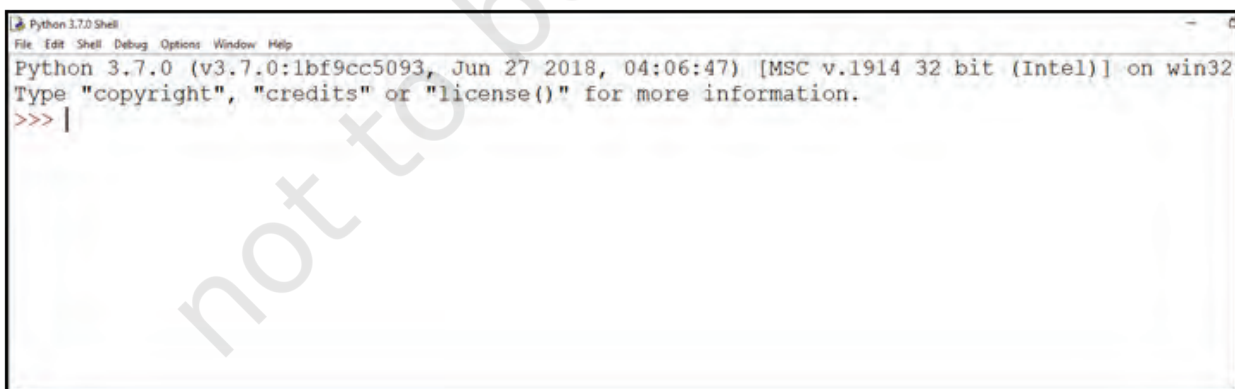 Python 3.7.0 Shell
File Edit Shell Debug Options Window Help
Python 3.7.0 (v3.7.0:1bf9cc5093, Jun 27 2018, 04:06:47) [MSC v.1914 32 bit (Intel)] on win32
Type "copyright", "credits" or "license()" for more information.
>>>
not to b